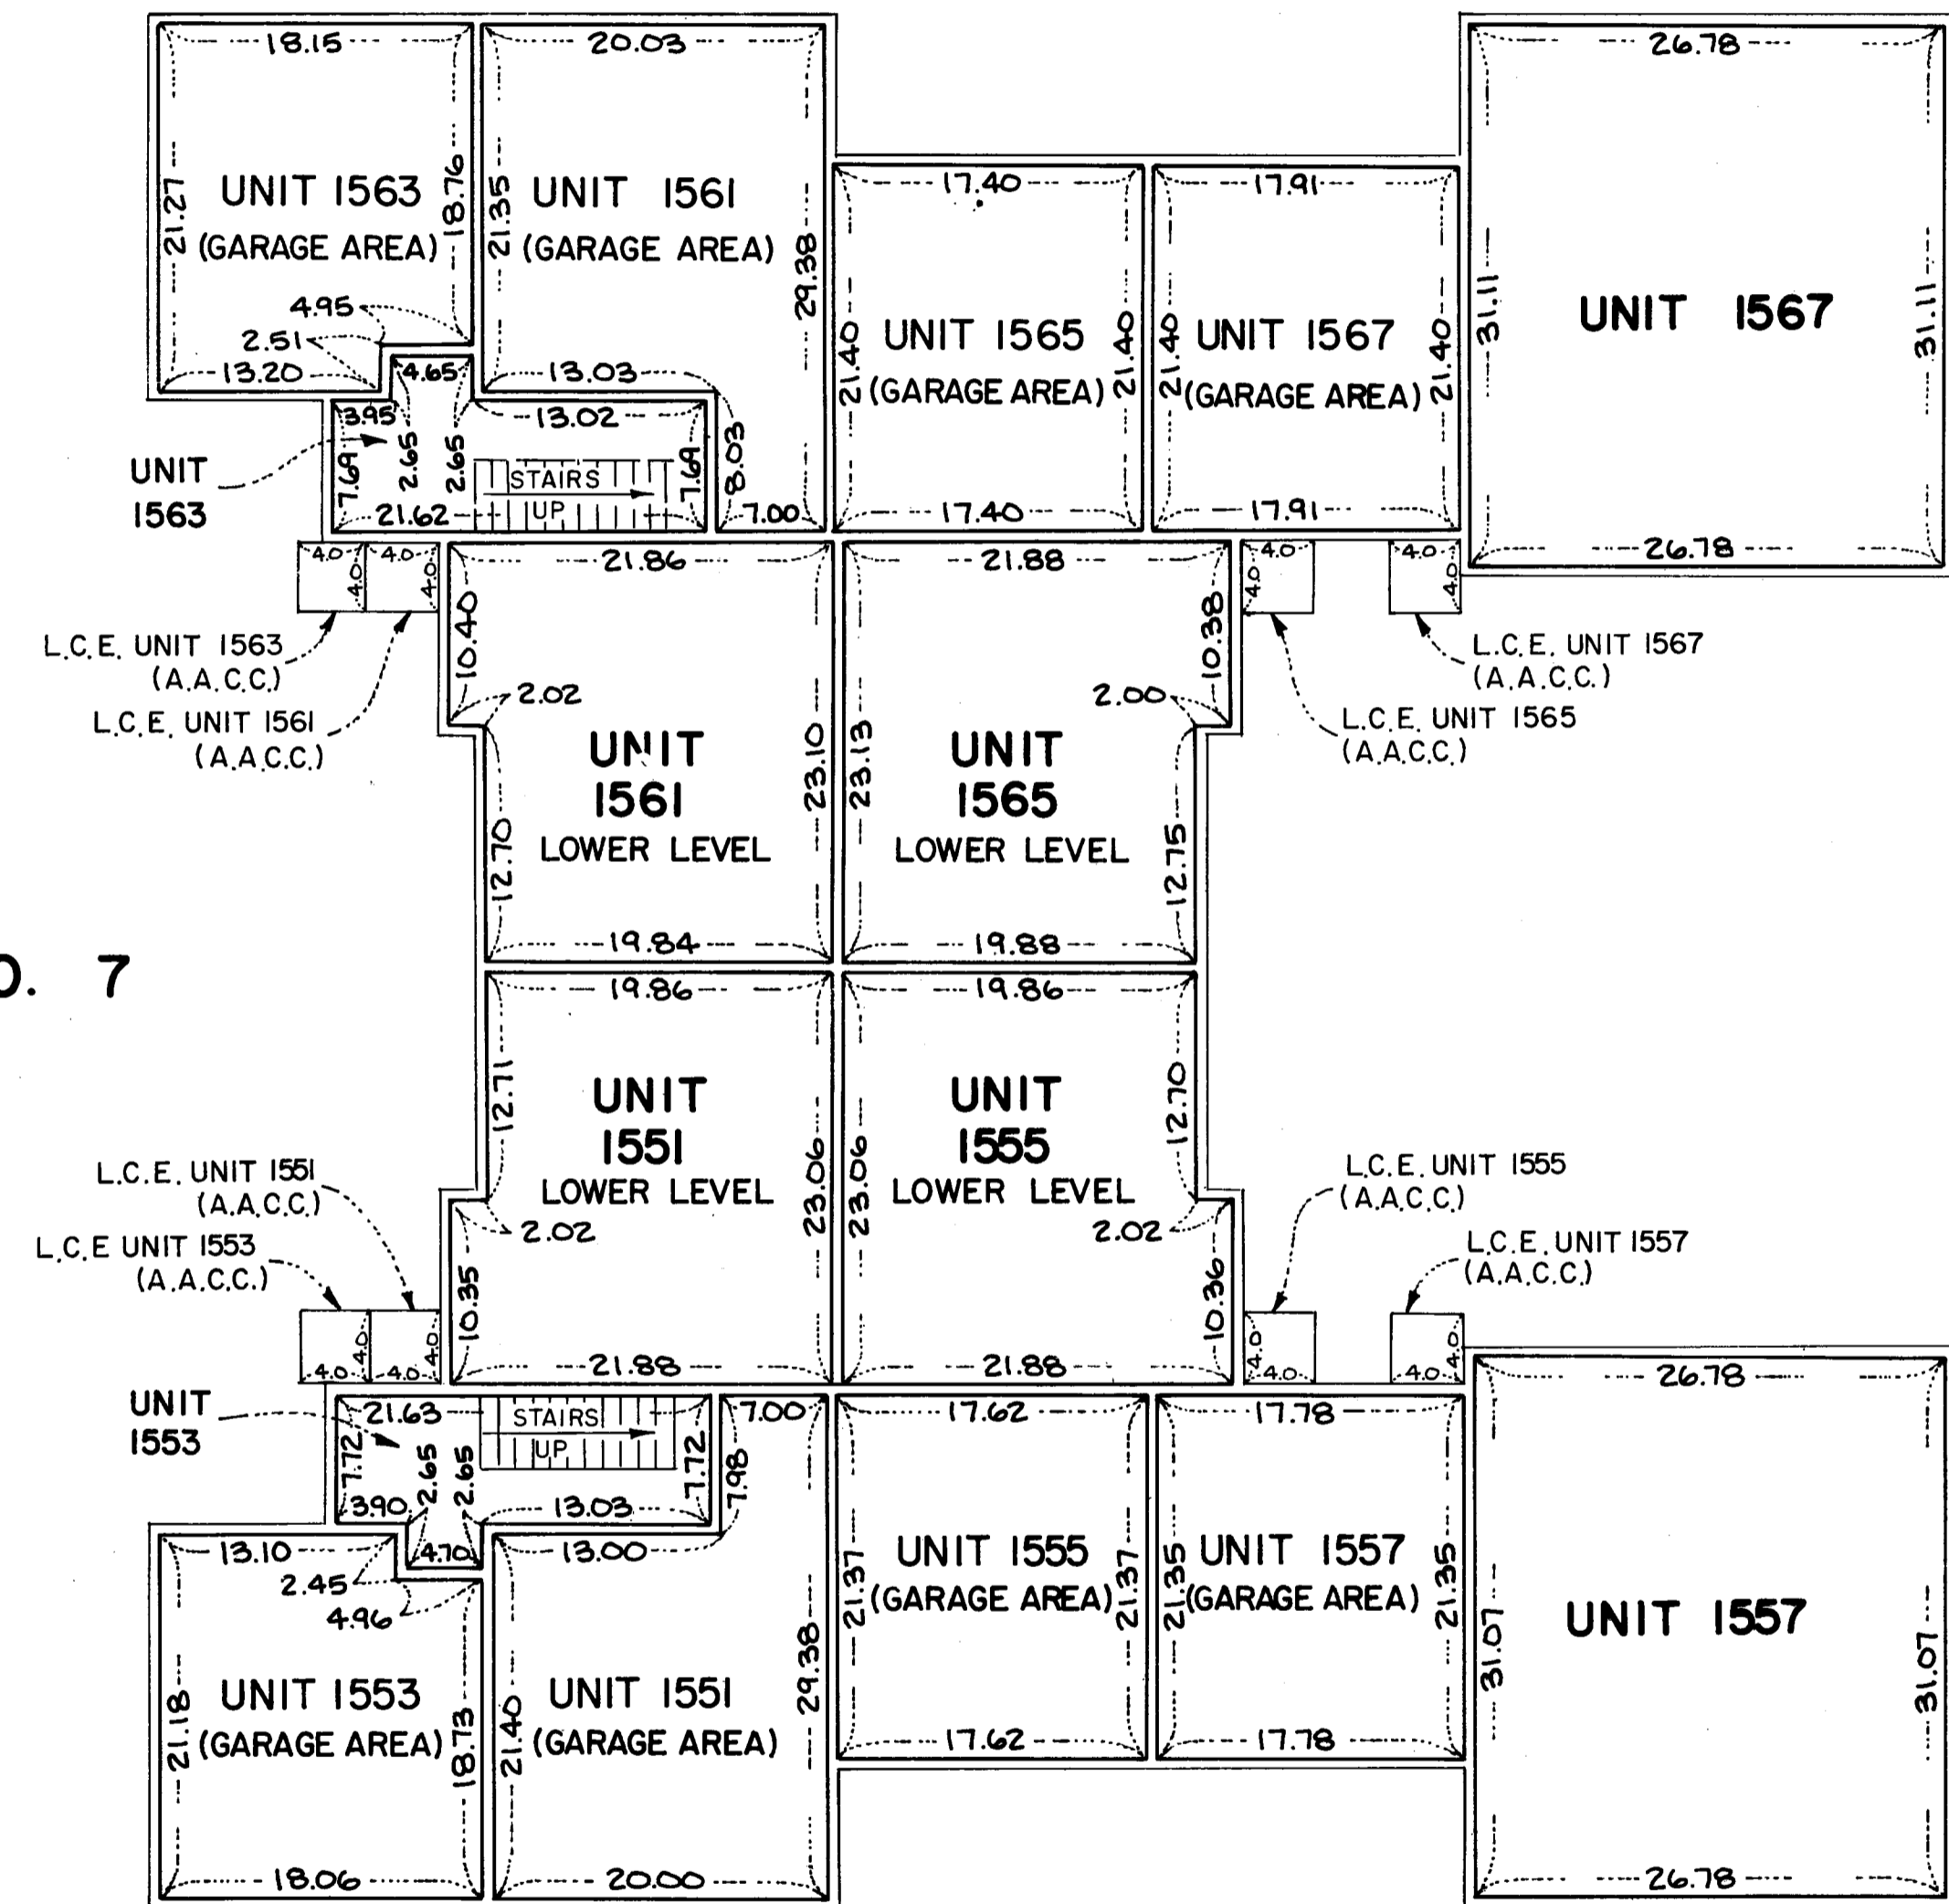 18.15
20.03
26.78
21.27
UNIT 1563
(GARAGE AREA)
18.76
4.95
2.51
13.20
21.35
UNIT 1561
(GARAGE AREA)
29.38
13.03
8.03
7.00
17.40
21.40
UNIT 1565
(GARAGE AREA)
21.40
17.40
17.91
21.40
UNIT 1567
(GARAGE AREA)
21.40
17.91
31.11
UNIT 1567
31.11
26.78
4.65
3.95
13.02
2.65
2.65
7.69
7.69
STAIRS
UP
21.62
UNIT
1563
4.0
4.0
4.0
4.0
L.C.E. UNIT 1563
(A.A.C.C.)
L.C.E. UNIT 1561
(A.A.C.C.)
21.86
10.40
2.02
UNIT
1561
LOWER LEVEL
23.10
12.70
19.84
21.88
10.38
2.00
23.13
UNIT
1565
LOWER LEVEL
12.75
19.88
4.0
4.0
4.0
4.0
L.C.E. UNIT 1567
(A.A.C.C.)
L.C.E. UNIT 1565
(A.A.C.C.)
O. 7
19.86
12.71
UNIT
1551
LOWER LEVEL
23.06
2.02
10.35
21.88
19.86
12.70
UNIT
1555
LOWER LEVEL
23.06
2.02
10.36
21.88
L.C.E. UNIT 1551
(A.A.C.C.)
L.C.E UNIT 1553
(A.A.C.C.)
4.0
4.0
4.0
4.0
L.C.E. UNIT 1555
(A.A.C.C.)
L.C.E. UNIT 1557
(A.A.C.C.)
4.0
4.0
4.0
4.0
UNIT
1553
21.63
STAIRS
UP
7.72
7.72
2.65
2.65
3.90
13.03
4.70
7.00
7.98
13.00
13.10
2.45
4.96
21.18
UNIT 1553
(GARAGE AREA)
18.73
18.06
21.40
UNIT 1551
(GARAGE AREA)
29.38
20.00
17.62
21.37
UNIT 1555
(GARAGE AREA)
21.37
17.62
17.78
21.35
UNIT 1557
(GARAGE AREA)
21.35
17.78
26.78
31.07
UNIT 1557
31.07
26.78